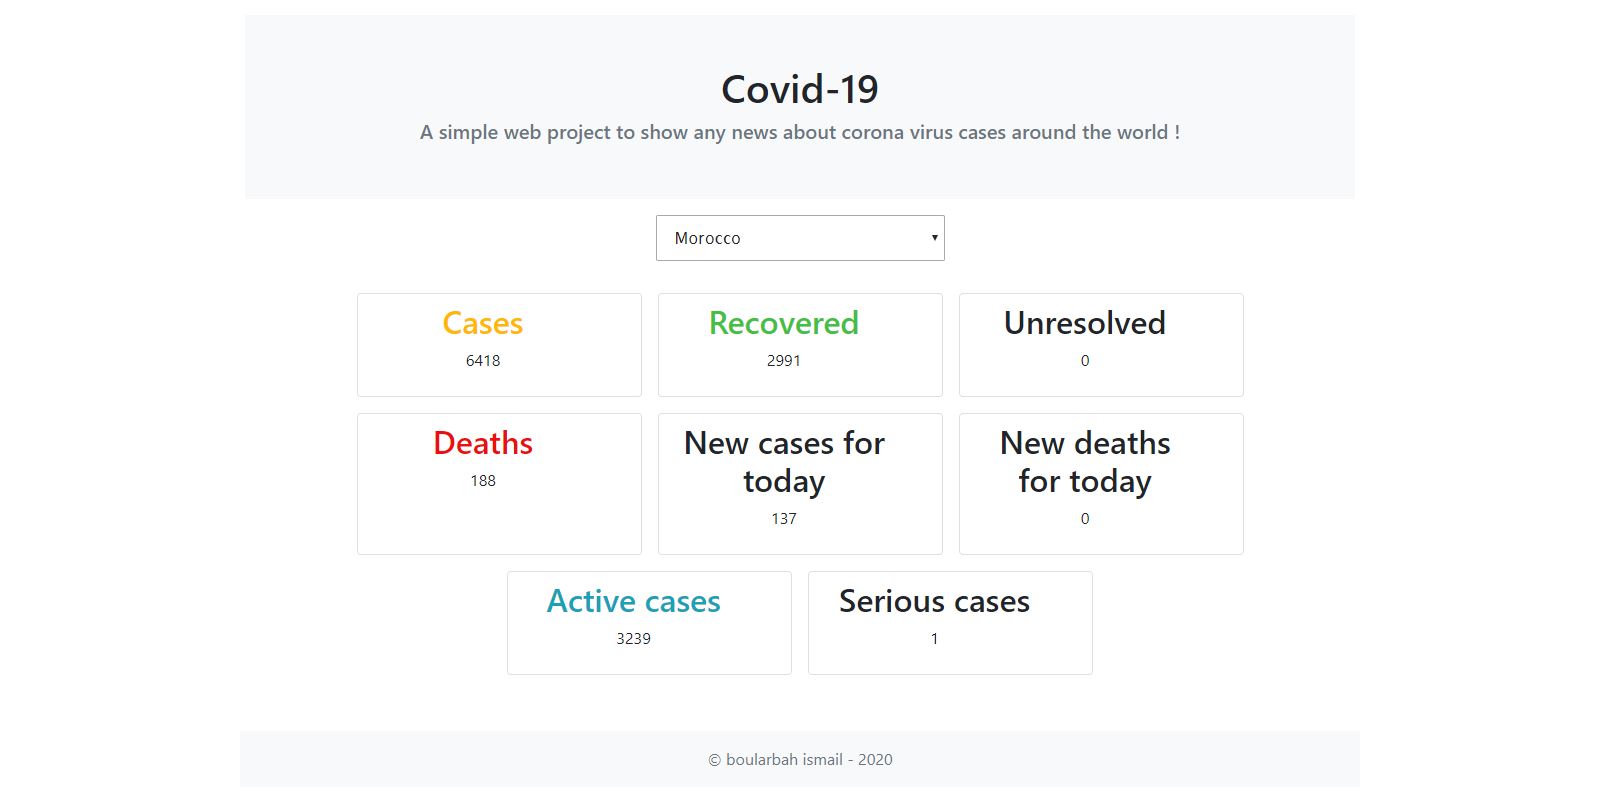 Covid-19
A simple web project to show any news about corona virus cases around the world !
Morocco
Cases
6418
Recovered
2991
Unresolved
0
Deaths
188
New cases for
today
137
New deaths
for today
0
Active cases
3239
Serious cases
1
© boularbah ismail - 2020